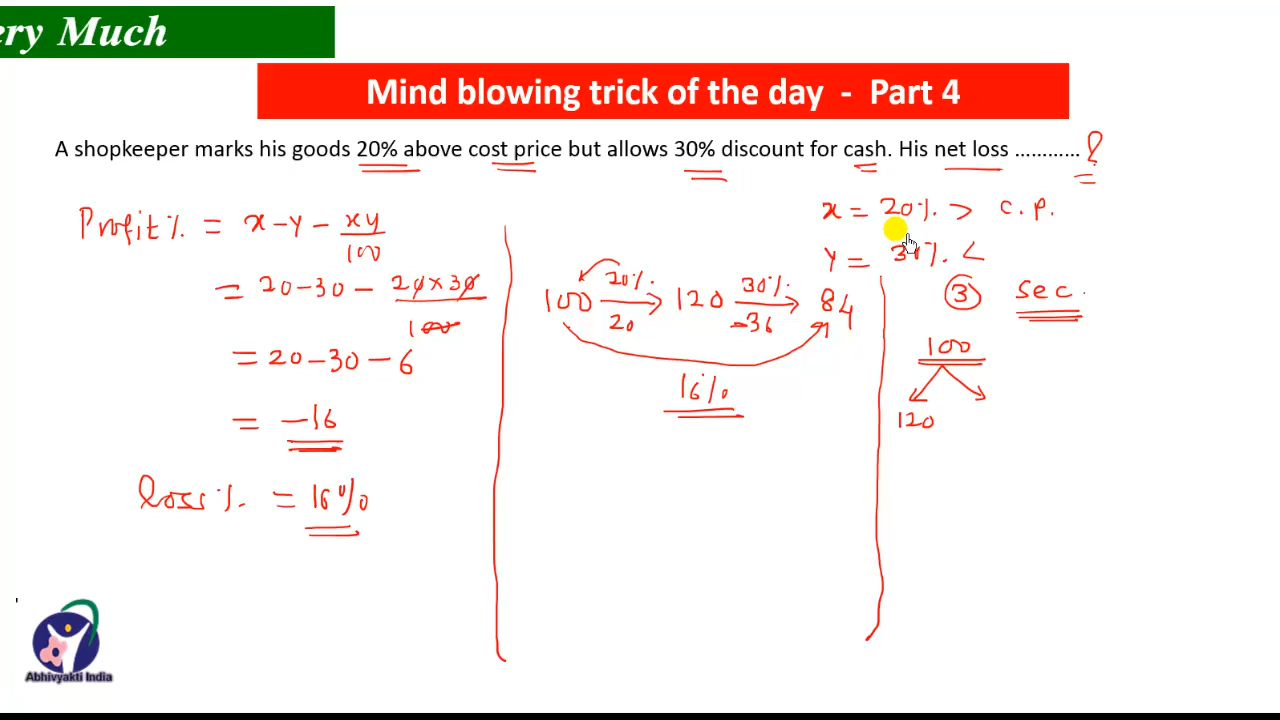 ery Much
Mind blowing trick of the day - Part 4
A shopkeeper marks his goods 20% above cost price but allows 30% discount for cash. His net loss ............ ?
Profit% = x - y - xy/100
= 20 - 30 - 20 × 30/100
= 20 - 30 - 6
= -16
loss% = 16%
100 20% 20 120 30% -36 84
16%
x = 20% > C.P.
y = 30% <
3 sec.
100
120
Abhivyakti India